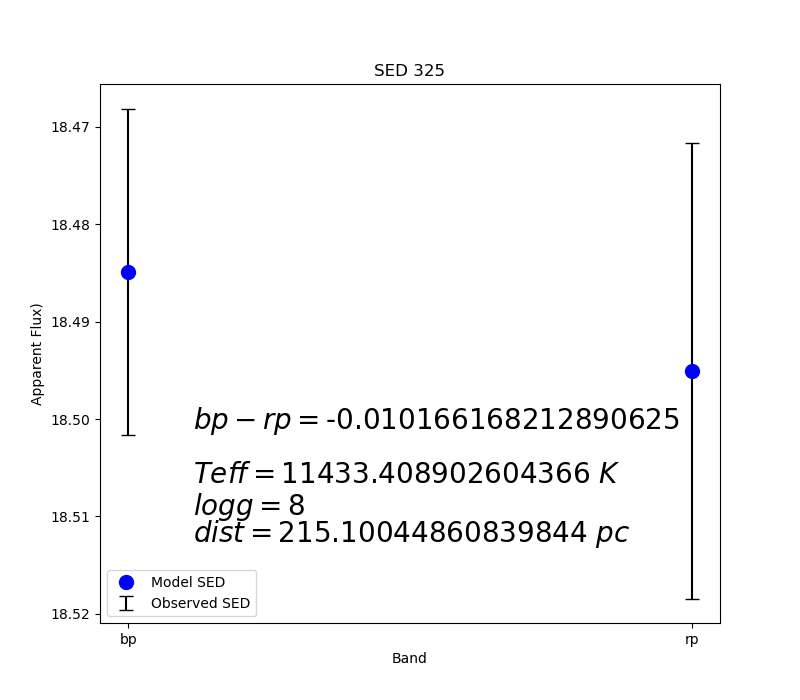 SED 325
18.47
18.48
18.49
18.50
18.51
18.52
Apparent Flux)
bp − rp = -0.010166168212890625
Teff = 11433.408902604366 K
logg = 8
dist = 215.10044860839844 pc
Model SED
Observed SED
bp
rp
Band